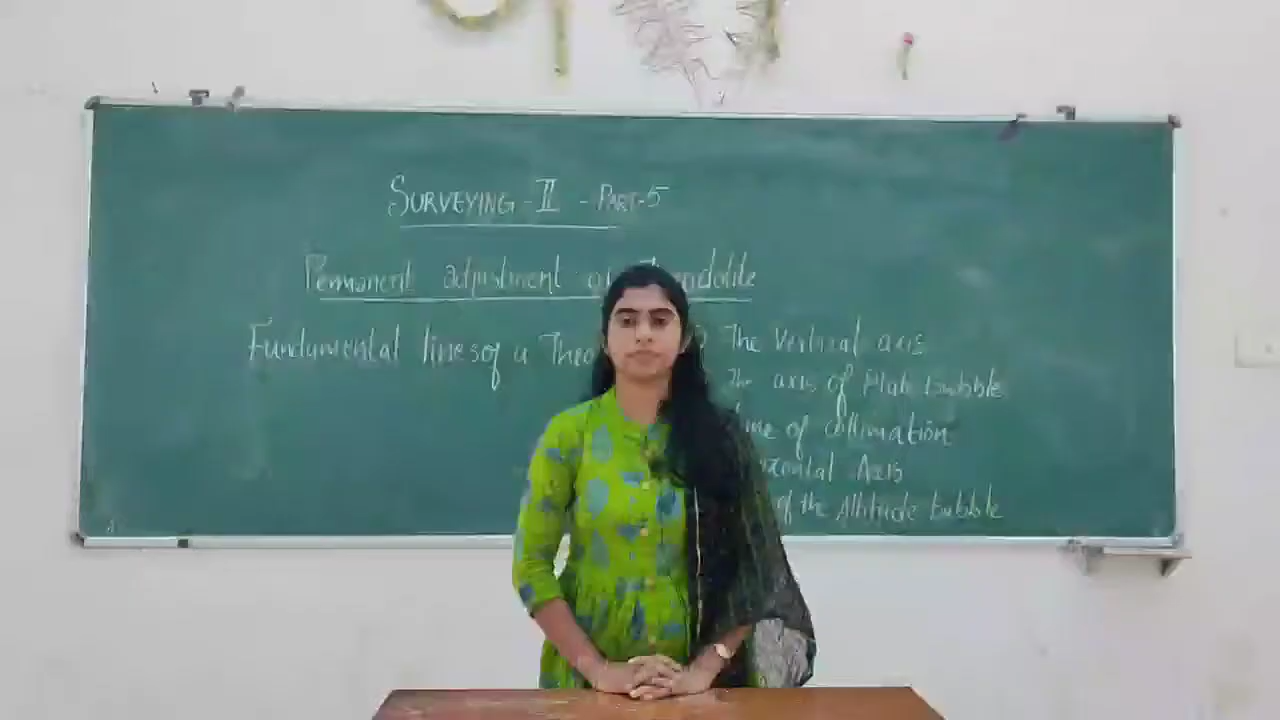 SURVEYING - II - PART-5
Permanent adjustment of Theodolite
Fundamental lines of a Theo
The Vertical axis
The axis of Plate bubble
line of collimation
Axis
of the Altitude bubble